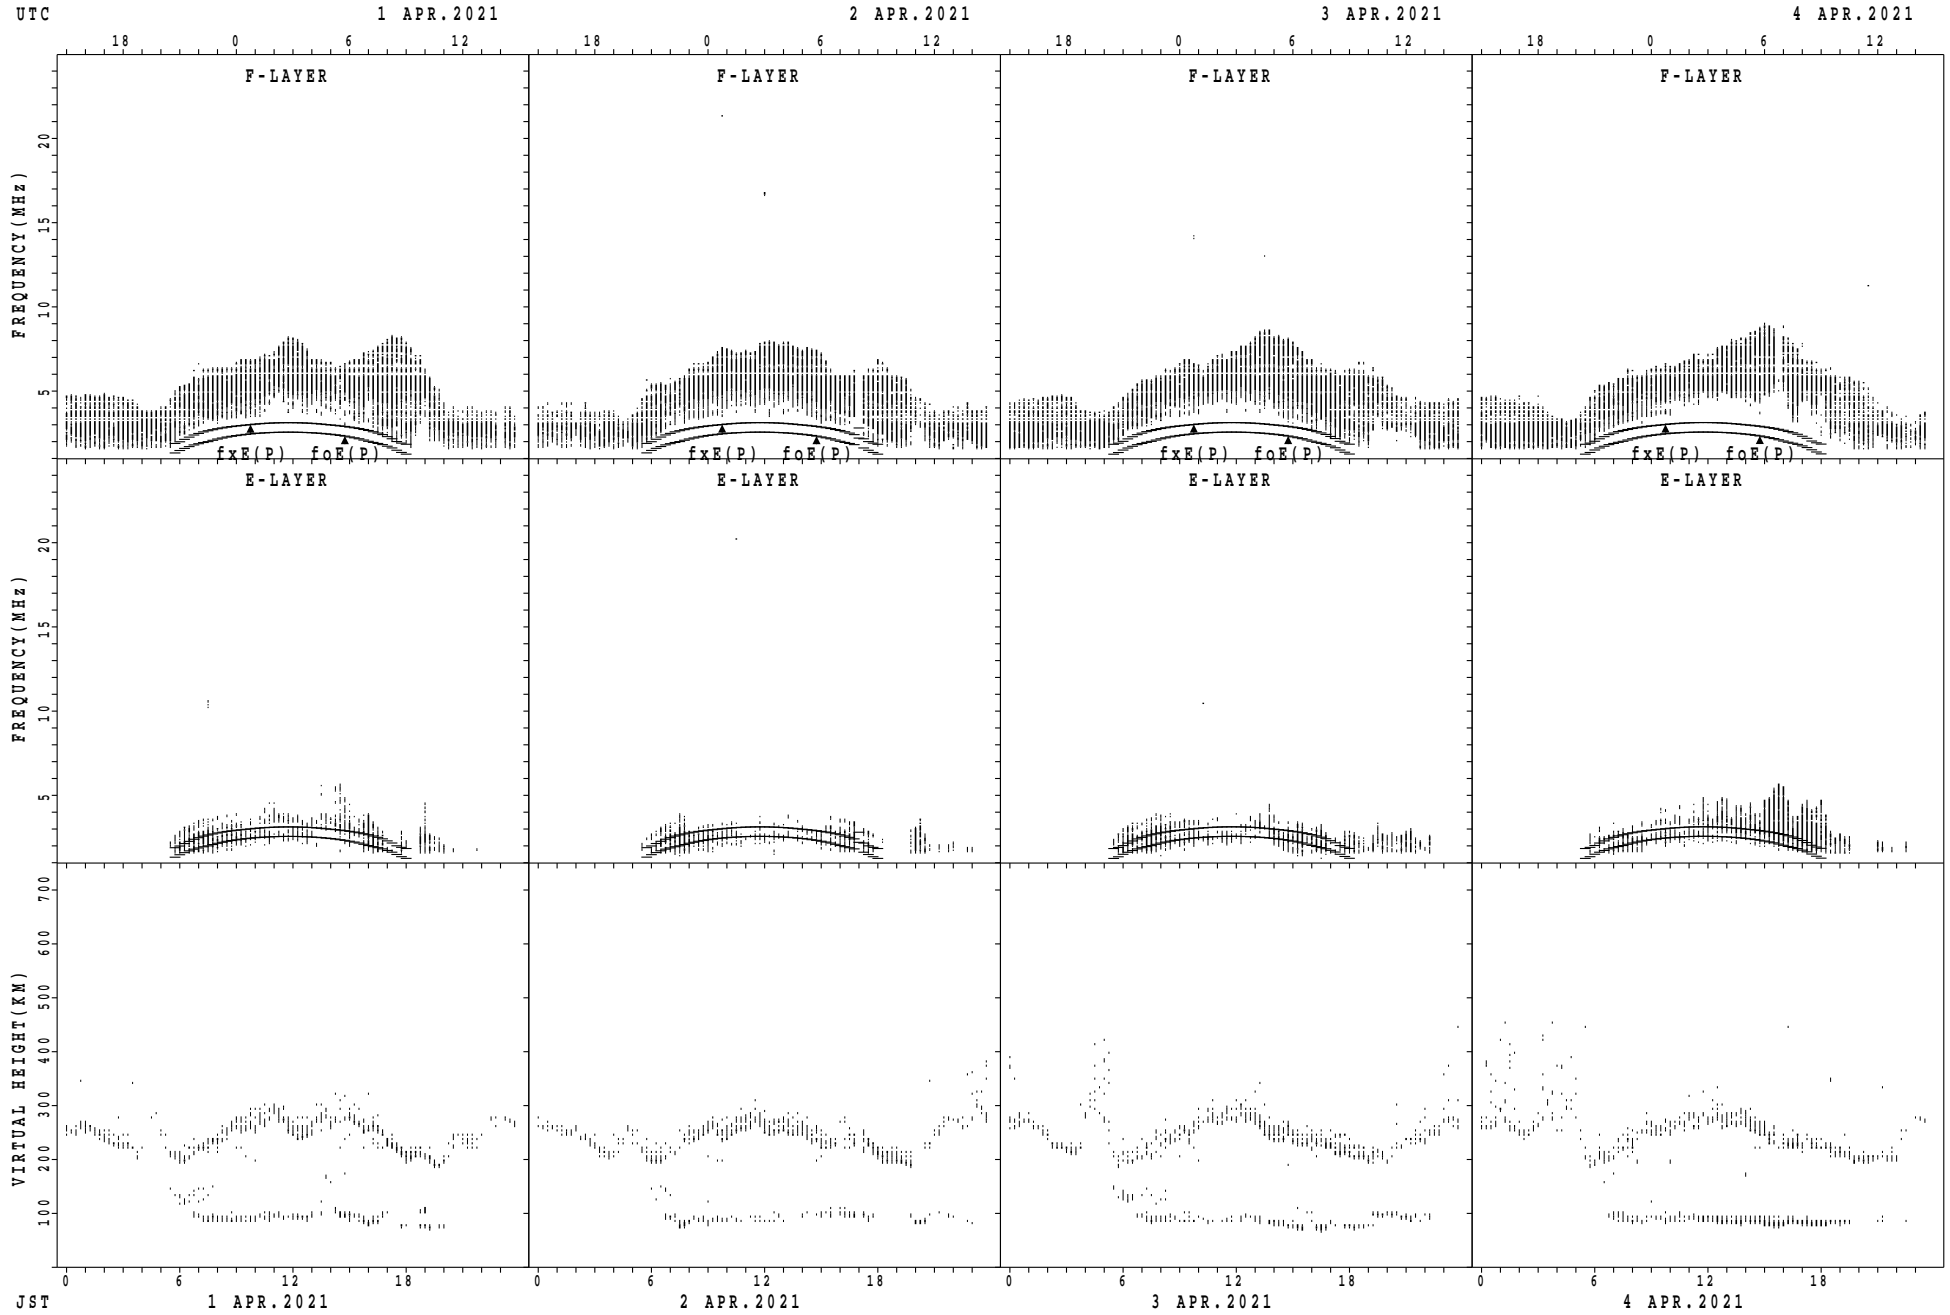 UTC 1 APR.2021 2 APR.2021 3 APR.2021 4 APR.2021
18 0 6 12 18 0 6 12 18 0 6 12 18 0 6 12
F-LAYER F-LAYER F-LAYER F-LAYER
FREQUENCY(MHz)
20
15
10
5
fxE(P) foE(P) fxE(P) foE(P) fxE(P) foE(P) fxE(P) foE(P)
E-LAYER E-LAYER E-LAYER E-LAYER
FREQUENCY(MHz)
20
15
10
5
VIRTUAL HEIGHT(KM)
700
600
500
400
300
200
100
0 6 12 18 0 6 12 18 0 6 12 18 0 6 12 18
JST 1 APR.2021 2 APR.2021 3 APR.2021 4 APR.2021